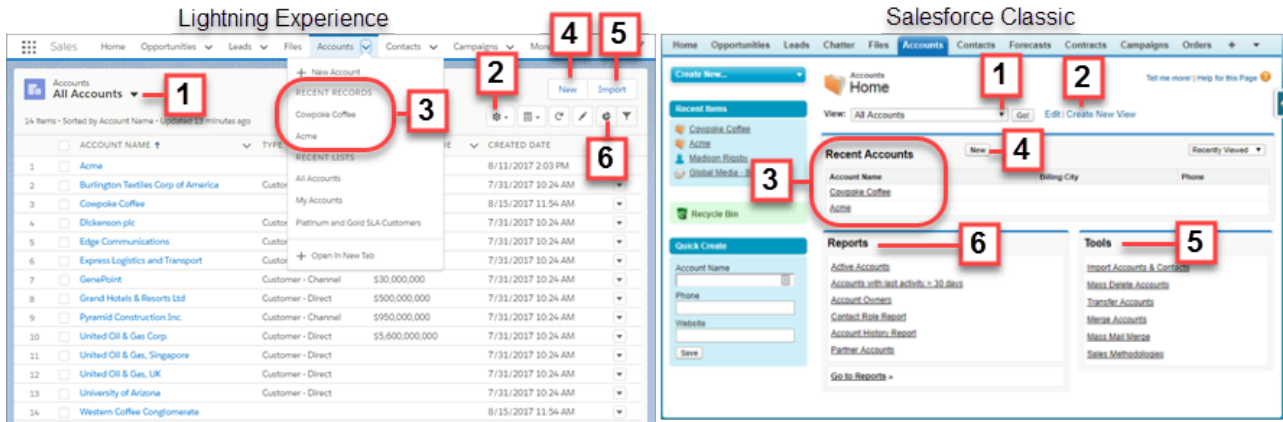 Lightning Experience
Sales Home Opportunities Leads Files Accounts Contacts Campaigns
4 5
Accounts
All Accounts
1
+ New Account
RECENT RECORDS
Cowpoke Coffee
Acme
3
2
New Import
14 Items • Sorted by Account Name • Updated 13 minutes ago
6
ACCOUNT NAME CREATED DATE
1 Acme 8/11/2017 2:03 PM
2 Burlington Textiles Corp of America 7/31/2017 10:24 AM
3 Cowpoke Coffee 8/15/2017 11:54 AM
4 Dickenson plc 7/31/2017 10:24 AM
5 Edge Communications 7/31/2017 10:24 AM
6 Express Logistics and Transport 7/31/2017 10:24 AM
7 GenePoint Customer - Channel $30,000,000 7/31/2017 10:24 AM
8 Grand Hotels & Resorts Ltd Customer - Direct $500,000,000 7/31/2017 10:24 AM
9 Pyramid Construction Inc. Customer - Channel $950,000,000 7/31/2017 10:24 AM
10 United Oil & Gas Corp. Customer - Direct $5,600,000,000 7/31/2017 10:24 AM
11 United Oil & Gas, Singapore Customer - Direct 7/31/2017 10:24 AM
12 United Oil & Gas, UK Customer - Direct 7/31/2017 10:24 AM
13 University of Arizona Customer - Direct 7/31/2017 10:24 AM
14 Western Coffee Conglomerate 8/15/2017 11:54 AM
RECENT LISTS
All Accounts
My Accounts
Platinum and Gold SLA Customers
+ Open In New Tab
Salesforce Classic
Home Opportunities Leads Chatter Files Accounts Contacts Forecasts Contracts Campaigns Orders +
Create New...
Recent Items
Cowpoke Coffee
Acme
Madison Rigsby
Global Media
Recycle Bin
Quick Create
Account Name
Phone
Website
Save
Accounts
Home
Tell me more! | Help for this Page
1 2
View: All Accounts Go! Edit | Create New View
Recent Accounts New 4 Recently Viewed
3
Account Name Billing City Phone
Cowpoke Coffee
Acme
Reports 6
Active Accounts
Accounts with last activity > 30 days
Account Owners
Contact Role Report
Account History Report
Partner Accounts
Go to Reports »
Tools 5
Import Accounts & Contacts
Mass Delete Accounts
Transfer Accounts
Merge Accounts
Mass Mail Merge
Sales Methodologies